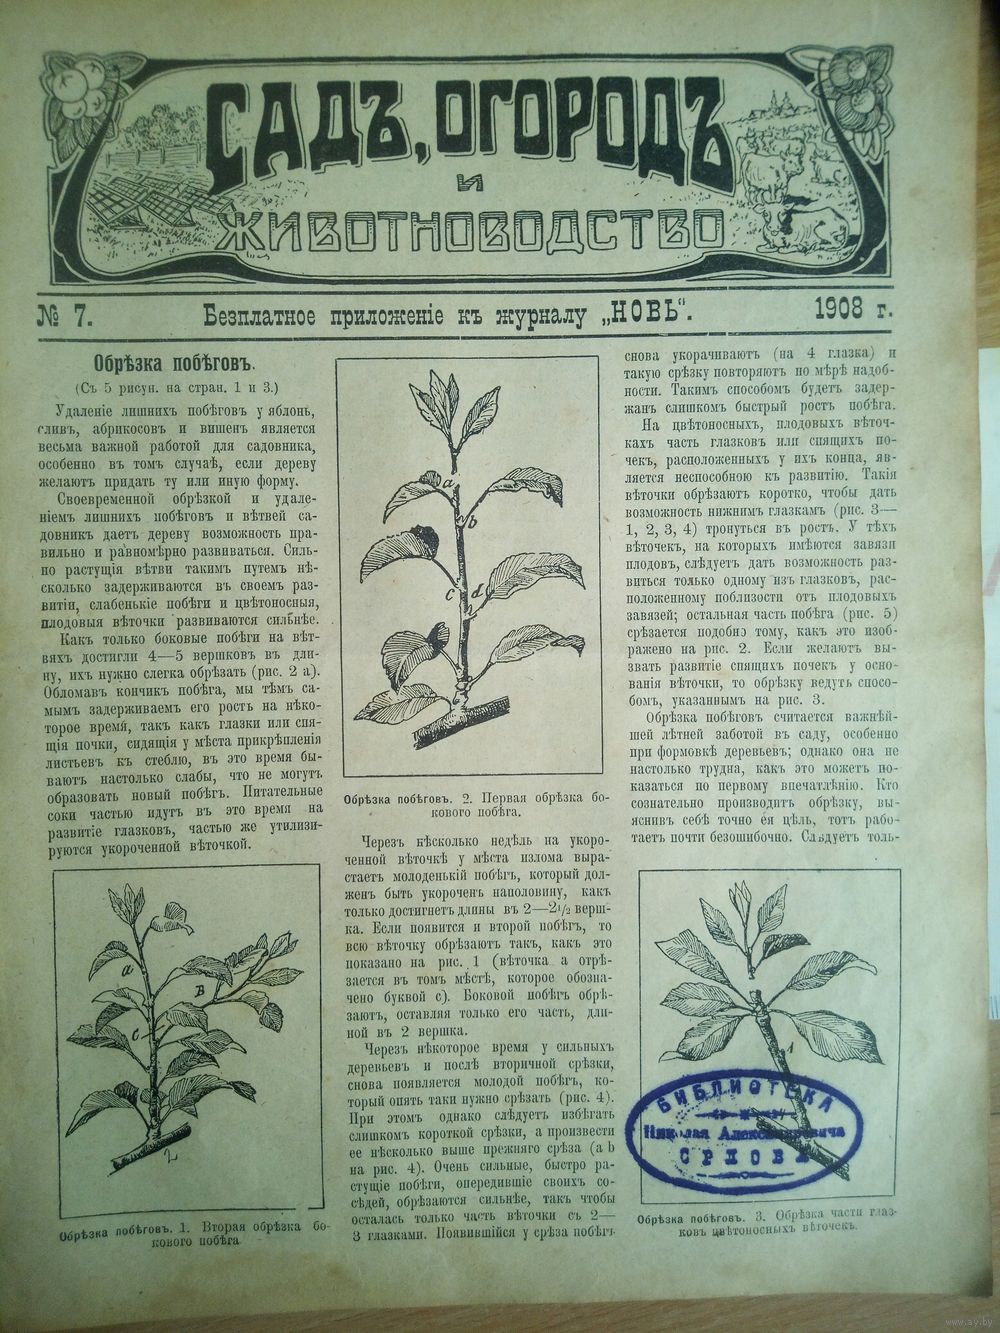 САДЪ, ОГОРОДЪ
и
ЖИВОТНОВОДСТВО
№ 7.
Безплатное приложеніе къ журналу „НОВЬ".
1908 г.
Обрѣзка побѣговъ.
(Съ 5 рисун. на стран. 1 и 3.)
Удаленіе лишнихъ побѣговъ у яблонь,
сливъ, абрикосовъ и вишенъ является
весьма важной работой для садовника,
особенно въ томъ случаѣ, если дереву
желаютъ придать ту или иную форму.
Своевременной обрѣзкой и удале-
ніемъ лишнихъ побѣговъ и вѣтвей са-
довникъ даетъ дереву возможность пра-
вильно и равномѣрно развиваться. Силь-
но растущія вѣтви такимъ путемъ нѣ-
сколько задерживаются въ своемъ раз-
витіи, слабенькіе побѣги и цвѣтоносныя,
плодовыя вѣточки развиваются сильнѣе.
Какъ только боковые побѣги на вѣт-
вяхъ достигли 4—5 вершковъ въ дли-
ну, ихъ нужно слегка обрѣзать (рис. 2 а).
Обломавъ кончикъ побѣга, мы тѣмъ са-
мымъ задерживаемъ его ростъ на нѣко-
торое время, такъ какъ глазки или спя-
щія почки, сидящія у мѣста прикрѣпленія
листьевъ къ стеблю, въ это время бы-
ваютъ настолько слабы, что не могутъ
образовать новый побѣгъ. Питательные
соки частью идутъ въ это время на
развитіе глазковъ, частью же утилизи-
руются укороченной вѣточкой.
a
B
c
2
Обрѣзка побѣговъ. 1. Вторая обрѣзка бо-
кового побѣга.
a
b
c
d
Обрѣзка побѣговъ. 2. Первая обрѣзка бо-
кового побѣга.
Черезъ нѣсколько недѣль на укоро-
ченной вѣточкѣ у мѣста излома выра-
стаетъ молоденькій побѣгъ, который дол-
женъ быть укороченъ наполовину, какъ
только достигнетъ длины въ 2—2½ верш-
ка. Если появится и второй побѣгъ, то
всю вѣточку обрѣзаютъ такъ, какъ это
показано на рис. 1 (вѣточка а отрѣ-
зается въ томъ мѣстѣ, которое обозна-
чено буквой с). Боковой побѣгъ обрѣ-
заютъ, оставляя только его часть, дли-
ной въ 2 вершка.
Черезъ нѣкоторое время у сильныхъ
деревьевъ и послѣ вторичной срѣзки,
снова появляется молодой побѣгъ, ко-
торый опять таки нужно срѣзать (рис. 4).
При этомъ однако слѣдуетъ избѣгать
слишкомъ короткой срѣзки, а произвести
ее нѣсколько выше прежняго срѣза (a b
на рис. 4). Очень сильные, быстро ра-
стущіе побѣги, опередившіе своихъ со-
сѣдей, обрѣзаются сильнѣе, такъ чтобы
осталась только часть вѣточки съ 2—
3 глазками. Появившійся у срѣза побѣгъ
снова укорачиваютъ (на 4 глазка) и
такую срѣзку повторяютъ по мѣрѣ надоб-
ности. Такимъ способомъ будетъ задер-
жанъ слишкомъ быстрый ростъ побѣга.
На цвѣтоносныхъ, плодовыхъ вѣточ-
кахъ часть глазковъ или спящихъ по-
чекъ, расположенныхъ у ихъ конца, яв-
ляется неспособною къ развитію. Такія
вѣточки обрѣзаютъ коротко, чтобы дать
возможность нижнимъ глазкамъ (рис. 3—
1, 2, 3, 4) тронуться въ ростъ. У тѣхъ
вѣточекъ, на которыхъ имѣются завязи
плодовъ, слѣдуетъ дать возможность раз-
виться только одному изъ глазковъ, рас-
положенному поблизости отъ плодовыхъ
завязей; остальная часть побѣга (рис. 5)
срѣзается подобно тому, какъ это изоб-
ражено на рис. 2. Если желаютъ вы-
звать развитіе спящихъ почекъ у осно-
ванія вѣточки, то обрѣзку ведутъ спосо-
бомъ, указаннымъ на рис. 3.
Обрѣзка побѣговъ считается важнѣй-
шей лѣтней заботой въ саду, особенно
при формовкѣ деревьевъ; однако она не
настолько трудна, какъ это можетъ по-
казаться по первому впечатлѣнію. Кто
сознательно производитъ обрѣзку, вы-
яснивъ себѣ точно ея цѣль, тотъ рабо-
таетъ почти безошибочно. Слѣдуетъ толь-
1
БИБЛИОТЕКА
Николая Александровича
ОРЛОВА
Обрѣзка побѣговъ. 3. Обрѣзка части глаз-
ковъ цвѣтоносныхъ вѣточекъ.
www.ay.by